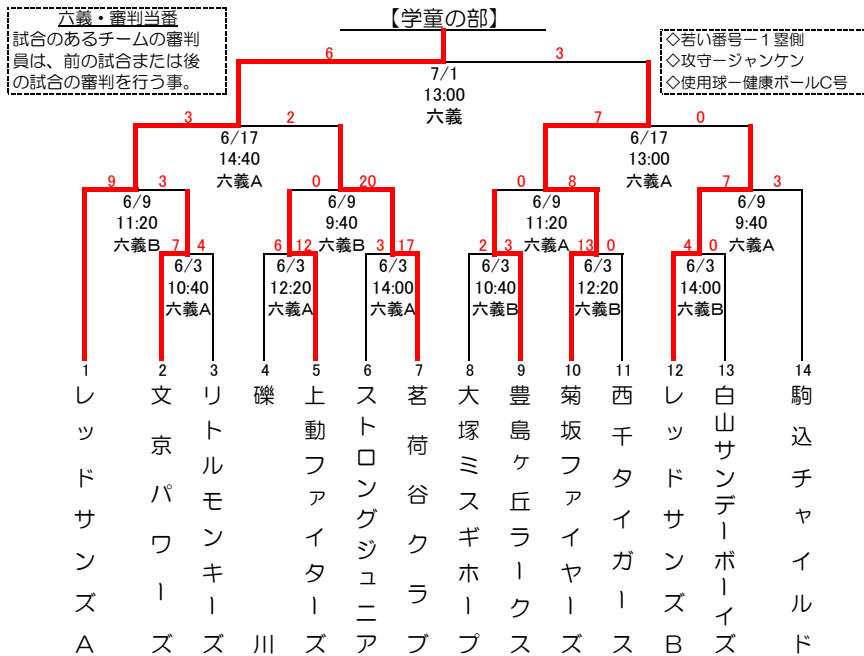 【学童の部】
六義・審判当番
試合のあるチームの審判
員は、前の試合または後
の試合の審判を行う事。
◇若い番号－１塁側
◇攻守－ジャンケン
◇使用球－健康ボールC号
6 3
7/1
13:00
六義
3 2
6/17
14:40
六義A
7 0
6/17
13:00
六義A
9 3
6/9
11:20
六義B
0 20
6/9
9:40
六義B
0 8
6/9
11:20
六義A
7 3
6/9
9:40
六義A
7 4
6/3
10:40
六義A
6 12
6/3
12:20
六義A
3 17
6/3
14:00
六義A
2 3
6/3
10:40
六義B
13 0
6/3
12:20
六義B
4 0
6/3
14:00
六義B
1
レッドサンズA
2
文京パワーズ
3
リトルモンキーズ
4
礫川
5
上動ファイターズ
6
ストロングジュニア
7
茗荷谷クラブ
8
大塚ミスギホープ
9
豊島ヶ丘ラークス
10
菊坂ファイヤーズ
11
西千タイガース
12
レッドサンズB
13
白山サンデーボーイズ
14
駒込チャイルド